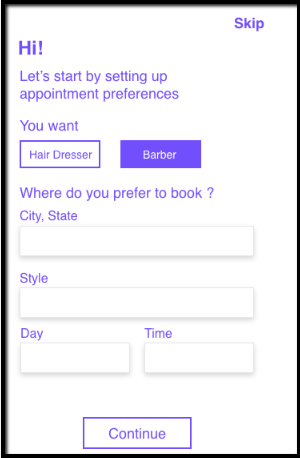 Skip
Hi!
Let's start by setting up
appointment preferences
You want
Hair Dresser
Barber
Where do you prefer to book ?
City, State
Style
Day
Time
Continue